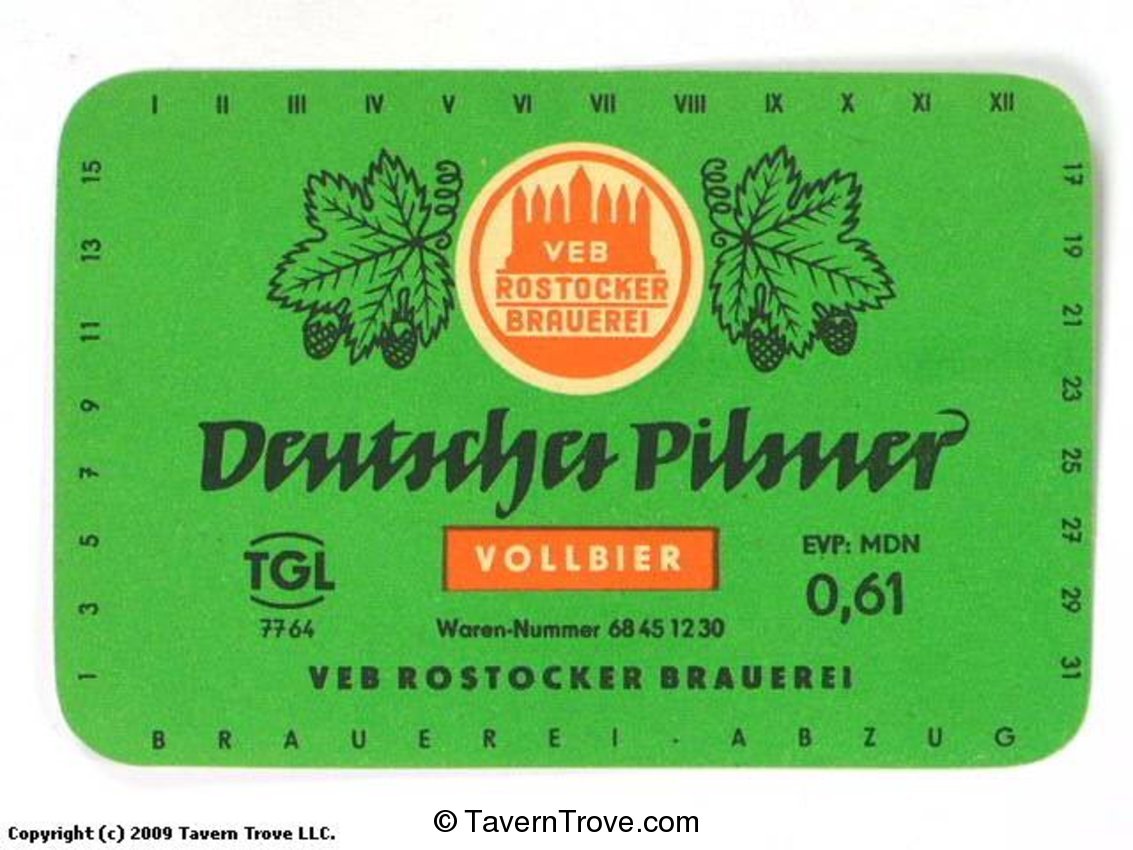 I II III IV V VI VII VIII IX X XI XII
15 13 11 9 7 5 3 1
17 19 21 23 25 27 29 31
VEB
ROSTOCKER
BRAUEREI
Deutsches Pilsner
TGL
7764
VOLLBIER
Waren-Nummer 68 45 12 30
EVP: MDN
0,61
VEB ROSTOCKER BRAUEREI
BRAUEREI-ABZUG
Copyright (c) 2009 Tavern Trove LLC.
© TavernTrove.com